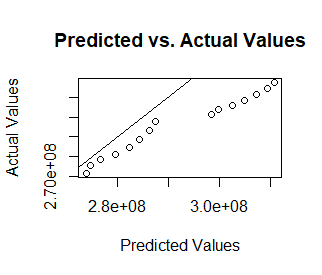 Predicted vs. Actual Values
Actual Values
2.70e+08
2.8e+08 3.0e+08
Predicted Values